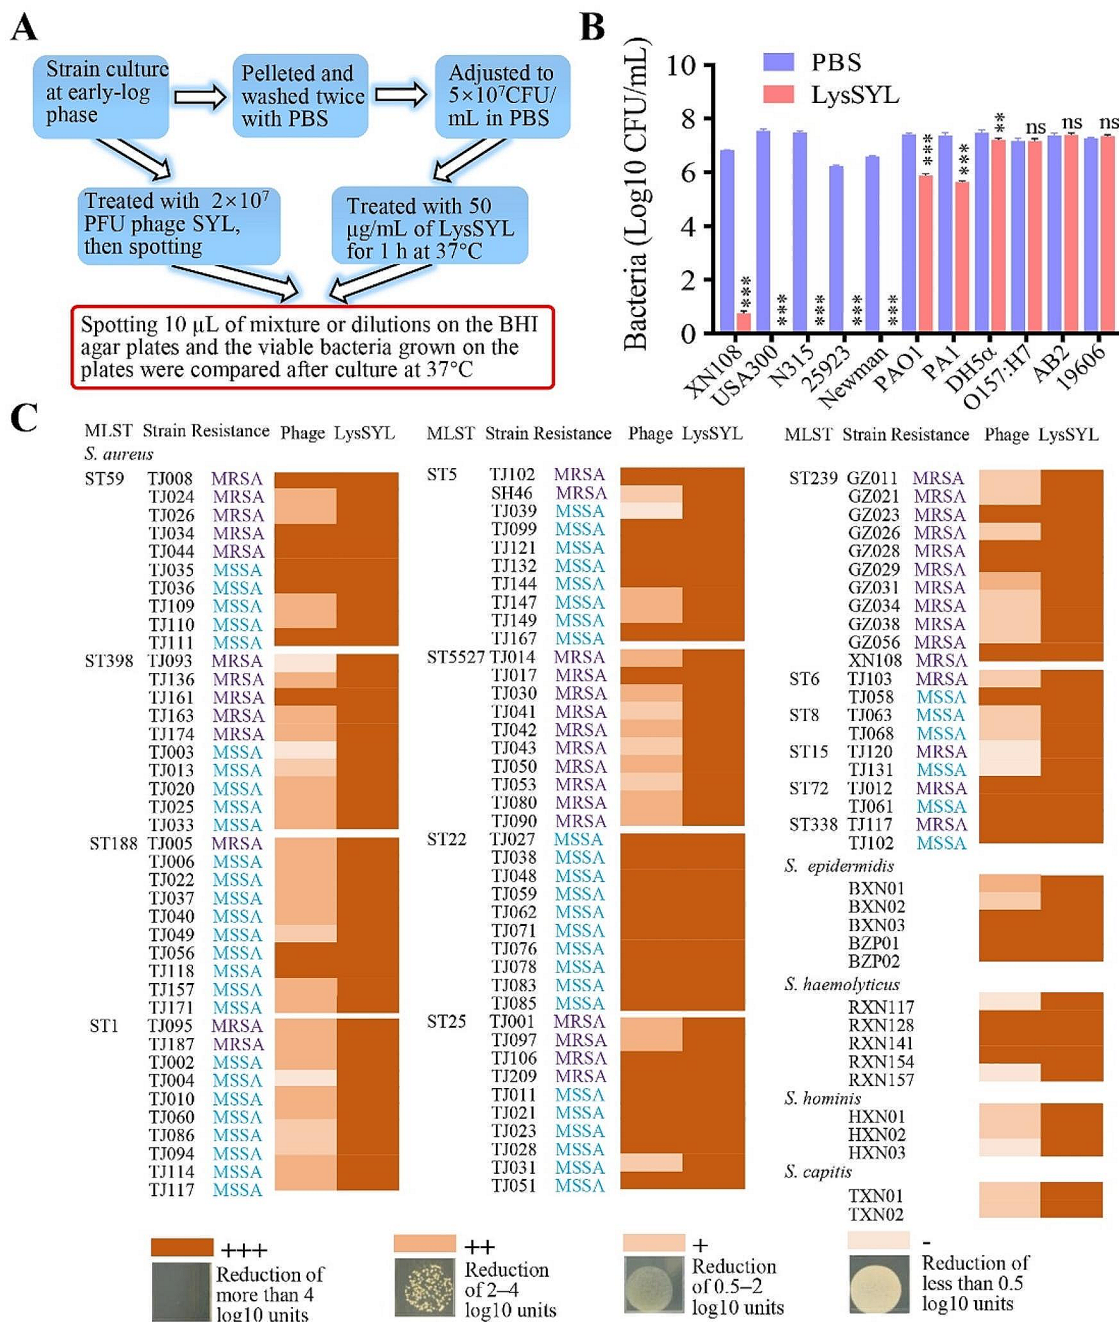 A
Strain culture
at early-log
phase
Pelleted and
washed twice
with PBS
Adjusted to
5×10⁷CFU/
mL in PBS
Treated with 2×10⁷
PFU phage SYL,
then spotting
Treated with 50
μg/mL of LysSYL
for 1 h at 37°C
Spotting 10 μL of mixture or dilutions on the BHI
agar plates and the viable bacteria grown on the
plates were compared after culture at 37°C
B
Bacteria (Log10 CFU/mL)
10
8
6
4
2
0
PBS
LysSYL
***
***
***
***
***
***
***
**
ns
ns
ns
XN108
USA300
N315
25923
Newman
PAO1
PA1
DH5α
O157:H7
AB2
19606
C
MLST Strain Resistance Phage LysSYL
S. aureus
ST59 TJ008 MRSA
TJ024 MRSA
TJ026 MRSA
TJ034 MRSA
TJ044 MRSA
TJ035 MSSA
TJ036 MSSA
TJ109 MSSA
TJ110 MSSA
TJ111 MSSA
ST398 TJ093 MRSA
TJ136 MRSA
TJ161 MRSA
TJ163 MRSA
TJ174 MRSA
TJ003 MSSA
TJ013 MSSA
TJ020 MSSA
TJ025 MSSA
TJ033 MSSA
ST188 TJ005 MRSA
TJ006 MSSA
TJ022 MSSA
TJ037 MSSA
TJ040 MSSA
TJ049 MSSA
TJ056 MSSA
TJ118 MSSA
TJ157 MSSA
TJ171 MSSA
ST1 TJ095 MRSA
TJ187 MRSA
TJ002 MSSA
TJ004 MSSA
TJ010 MSSA
TJ060 MSSA
TJ086 MSSA
TJ094 MSSA
TJ114 MSSA
TJ117 MSSA
MLST Strain Resistance Phage LysSYL
ST5 TJ102 MRSA
SH46 MRSA
TJ039 MSSA
TJ099 MSSA
TJ121 MSSA
TJ132 MSSA
TJ144 MSSA
TJ147 MSSA
TJ149 MSSA
TJ167 MSSA
ST5527 TJ014 MRSA
TJ017 MRSA
TJ030 MRSA
TJ041 MRSA
TJ042 MRSA
TJ043 MRSA
TJ050 MRSA
TJ053 MRSA
TJ080 MRSA
TJ090 MRSA
ST22 TJ027 MSSA
TJ038 MSSA
TJ048 MSSA
TJ059 MSSA
TJ062 MSSA
TJ071 MSSA
TJ076 MSSA
TJ078 MSSA
TJ083 MSSA
TJ085 MSSA
ST25 TJ001 MRSA
TJ097 MRSA
TJ106 MRSA
TJ209 MRSA
TJ011 MSSA
TJ021 MSSA
TJ023 MSSA
TJ028 MSSA
TJ031 MSSA
TJ051 MSSA
MLST Strain Resistance Phage LysSYL
ST239 GZ011 MRSA
GZ021 MRSA
GZ023 MRSA
GZ026 MRSA
GZ028 MRSA
GZ029 MRSA
GZ031 MRSA
GZ034 MRSA
GZ038 MRSA
GZ056 MRSA
XN108 MRSA
ST6 TJ103 MRSA
TJ058 MSSA
ST8 TJ063 MSSA
TJ068 MSSA
ST15 TJ120 MRSA
TJ131 MSSA
ST72 TJ012 MRSA
TJ061 MSSA
ST338 TJ117 MRSA
TJ102 MSSA
S. epidermidis
BXN01
BXN02
BXN03
BZP01
BZP02
S. haemolyticus
RXN117
RXN128
RXN141
RXN154
RXN157
S. hominis
HXN01
HXN02
HXN03
S. capitis
TXN01
TXN02
+++
Reduction of
more than 4
log10 units
++
Reduction
of 2–4
log10 units
+
Reduction
of 0.5–2
log10 units
-
Reduction of
less than 0.5
log10 units